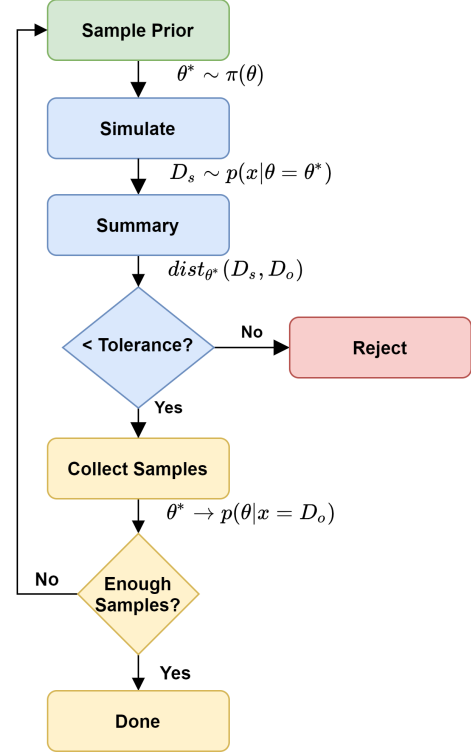 Sample Prior
θ* ∼ π(θ)
Simulate
D_s ∼ p(x|θ = θ*)
Summary
dist_θ*(D_s, D_o)
< Tolerance?
No
Reject
Yes
Collect Samples
θ* → p(θ|x = D_o)
No
Enough
Samples?
Yes
Done